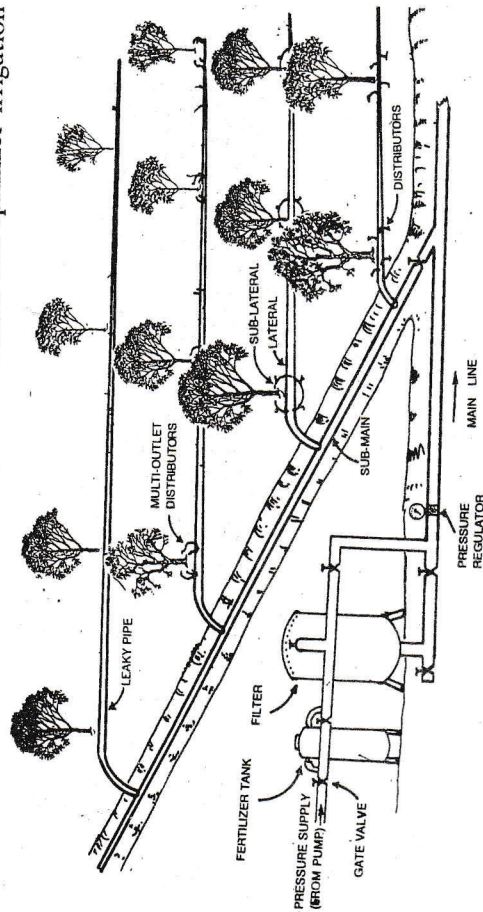 irrigation
LEAKY PIPE
MULTI-OUTLET
DISTRIBUTORS
SUB-LATERAL
LATERAL
DISTRIBUTORS
SUB-MAIN
FERTILIZER TANK
FILTER
PRESSURE SUPPLY
(FROM PUMP)
GATE VALVE
PRESSURE
REGULATOR
MAIN LINE